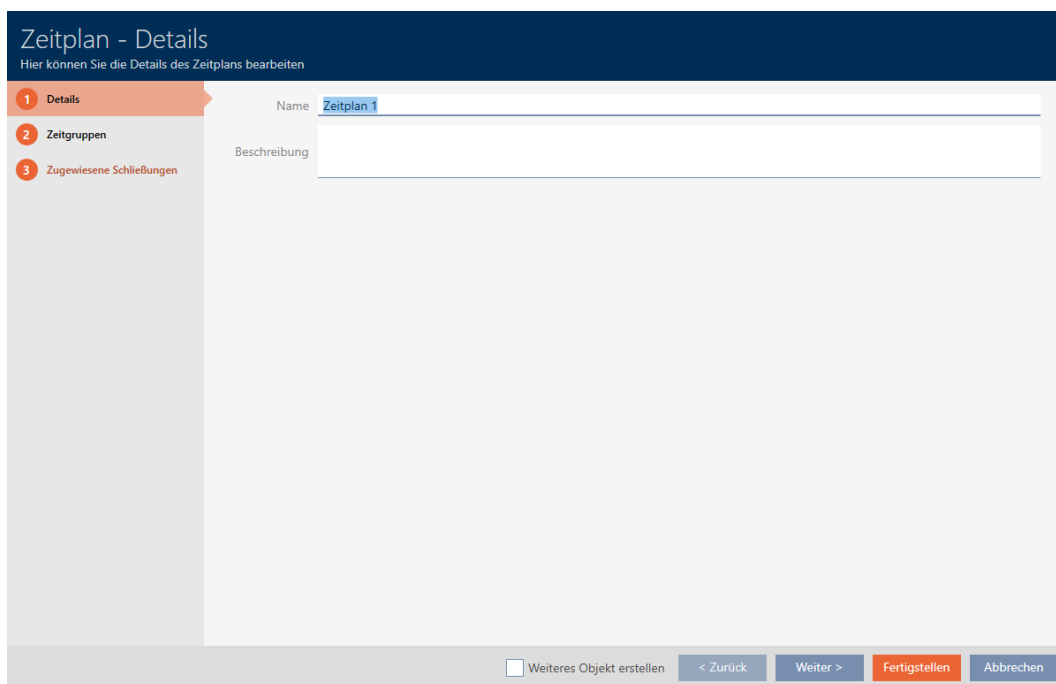 Zeitplan - Details
Hier können Sie die Details des Zeitplans bearbeiten
1 Details
2 Zeitgruppen
3 Zugewiesene Schließungen
Name Zeitplan 1
Beschreibung
Weiteres Objekt erstellen < Zurück Weiter > Fertigstellen Abbrechen